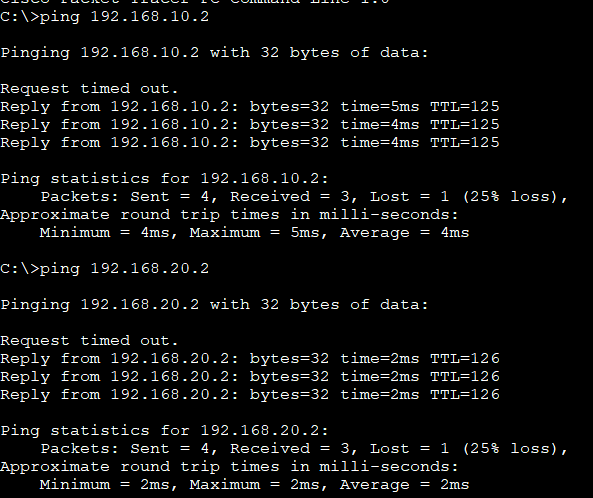 Cisco Packet Tracer PC Command Line 1.0
C:\>ping 192.168.10.2
Pinging 192.168.10.2 with 32 bytes of data:
Request timed out.
Reply from 192.168.10.2: bytes=32 time=5ms TTL=125
Reply from 192.168.10.2: bytes=32 time=4ms TTL=125
Reply from 192.168.10.2: bytes=32 time=4ms TTL=125
Ping statistics for 192.168.10.2:
Packets: Sent = 4, Received = 3, Lost = 1 (25% loss),
Approximate round trip times in milli-seconds:
Minimum = 4ms, Maximum = 5ms, Average = 4ms
C:\>ping 192.168.20.2
Pinging 192.168.20.2 with 32 bytes of data:
Request timed out.
Reply from 192.168.20.2: bytes=32 time=2ms TTL=126
Reply from 192.168.20.2: bytes=32 time=2ms TTL=126
Reply from 192.168.20.2: bytes=32 time=2ms TTL=126
Ping statistics for 192.168.20.2:
Packets: Sent = 4, Received = 3, Lost = 1 (25% loss),
Approximate round trip times in milli-seconds:
Minimum = 2ms, Maximum = 2ms, Average = 2ms